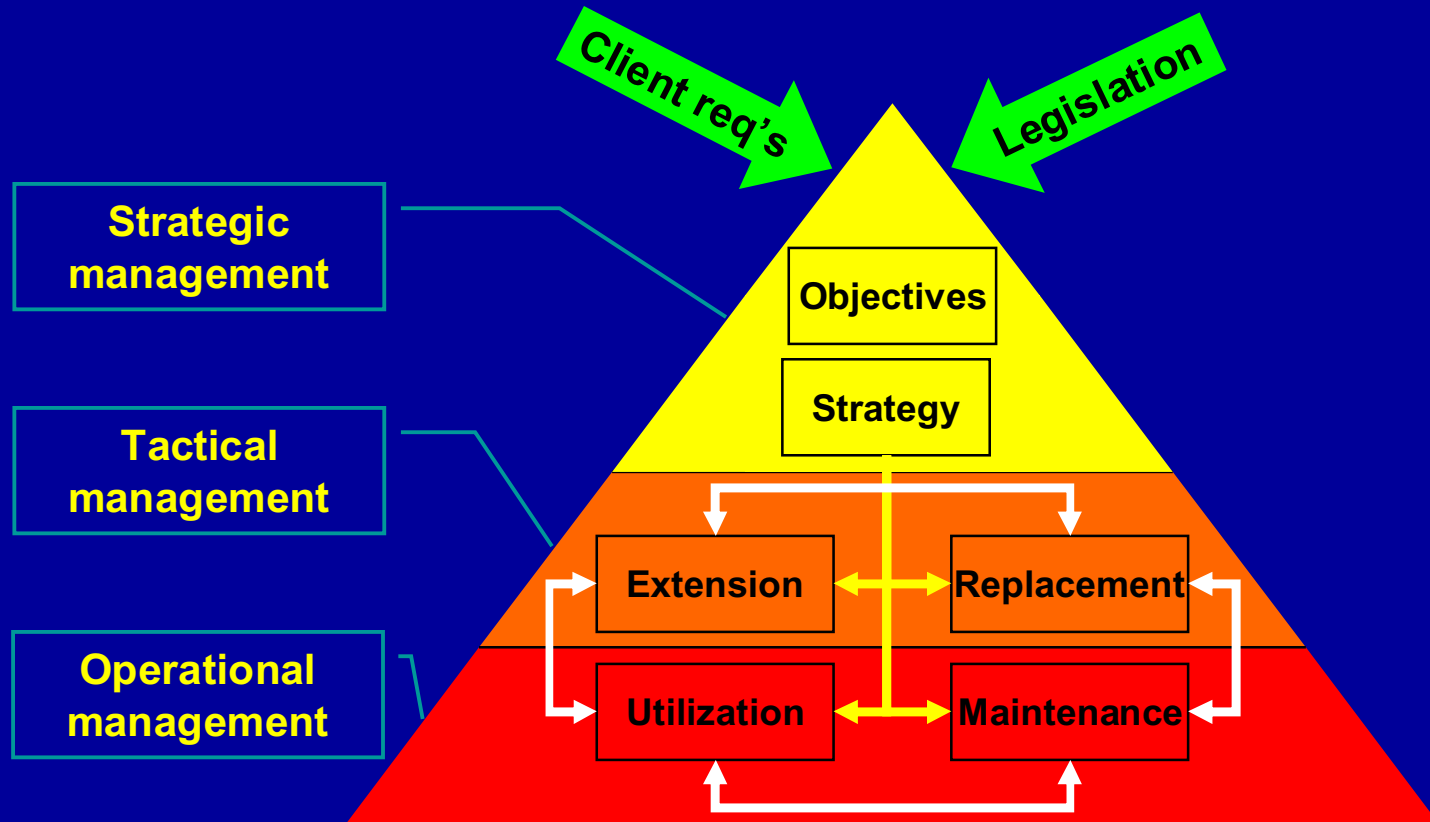 Client req’s
Legislation
Strategic
management
Objectives
Strategy
Tactical
management
Extension
Replacement
Operational
management
Utilization
Maintenance